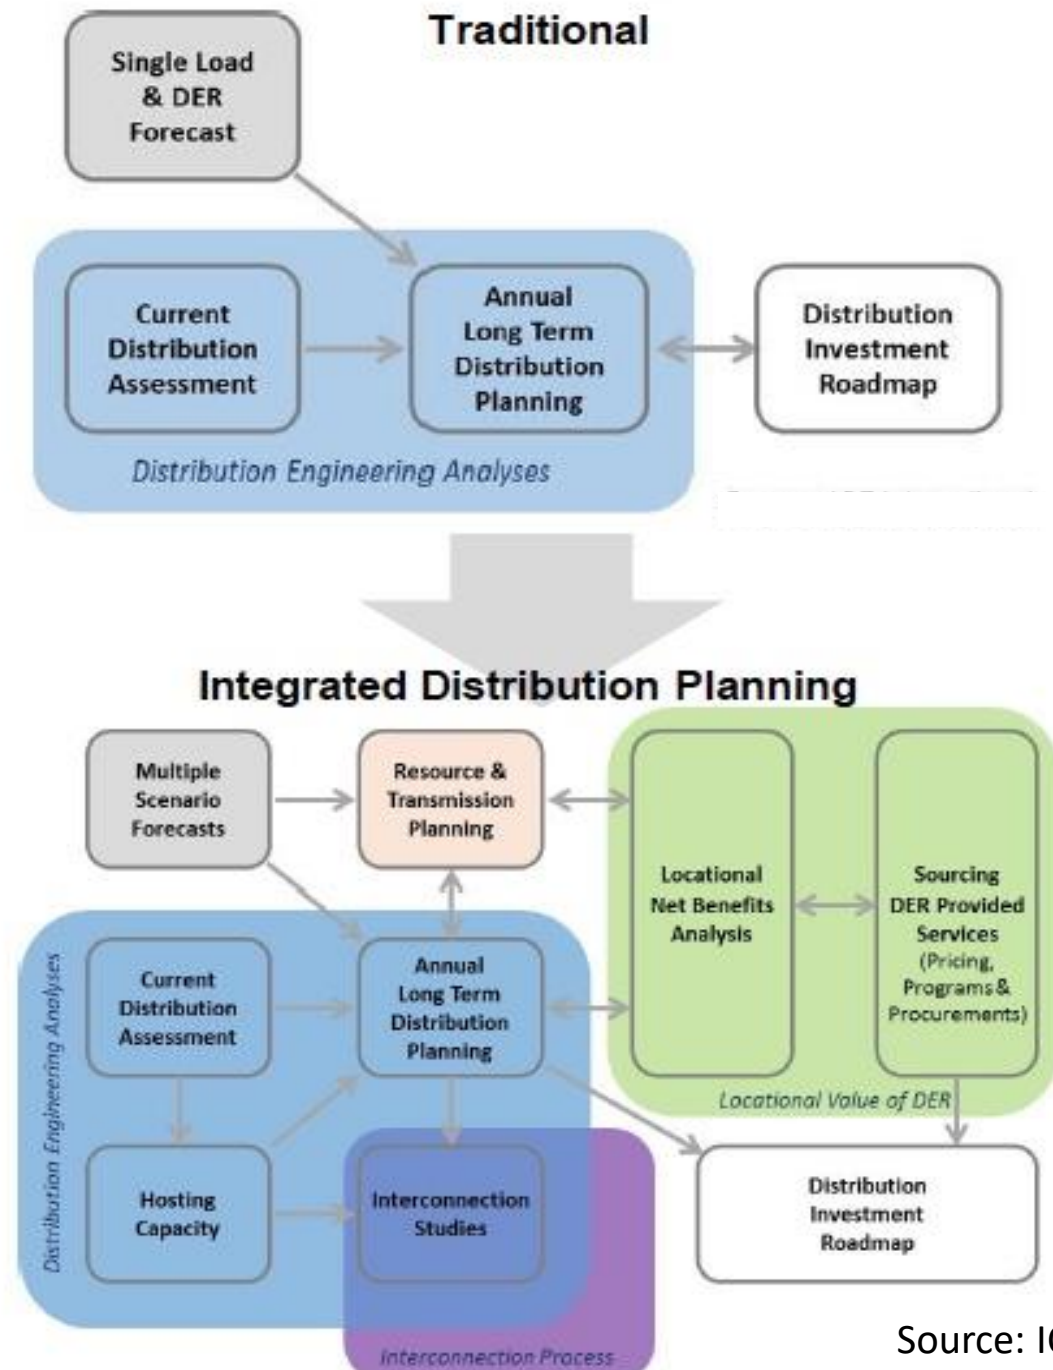 Traditional
Single Load
& DER
Forecast
Current
Distribution
Assessment
Annual
Long Term
Distribution
Planning
Distribution
Investment
Roadmap
Distribution Engineering Analyses
Integrated Distribution Planning
Multiple
Scenario
Forecasts
Resource &
Transmission
Planning
Locational
Net Benefits
Analysis
Sourcing
DER Provided
Services
(Pricing,
Programs &
Procurements)
Locational Value of DER
Distribution Engineering Analyses
Current
Distribution
Assessment
Annual
Long Term
Distribution
Planning
Hosting
Capacity
Interconnection
Studies
Interconnection Process
Distribution
Investment
Roadmap
Source: